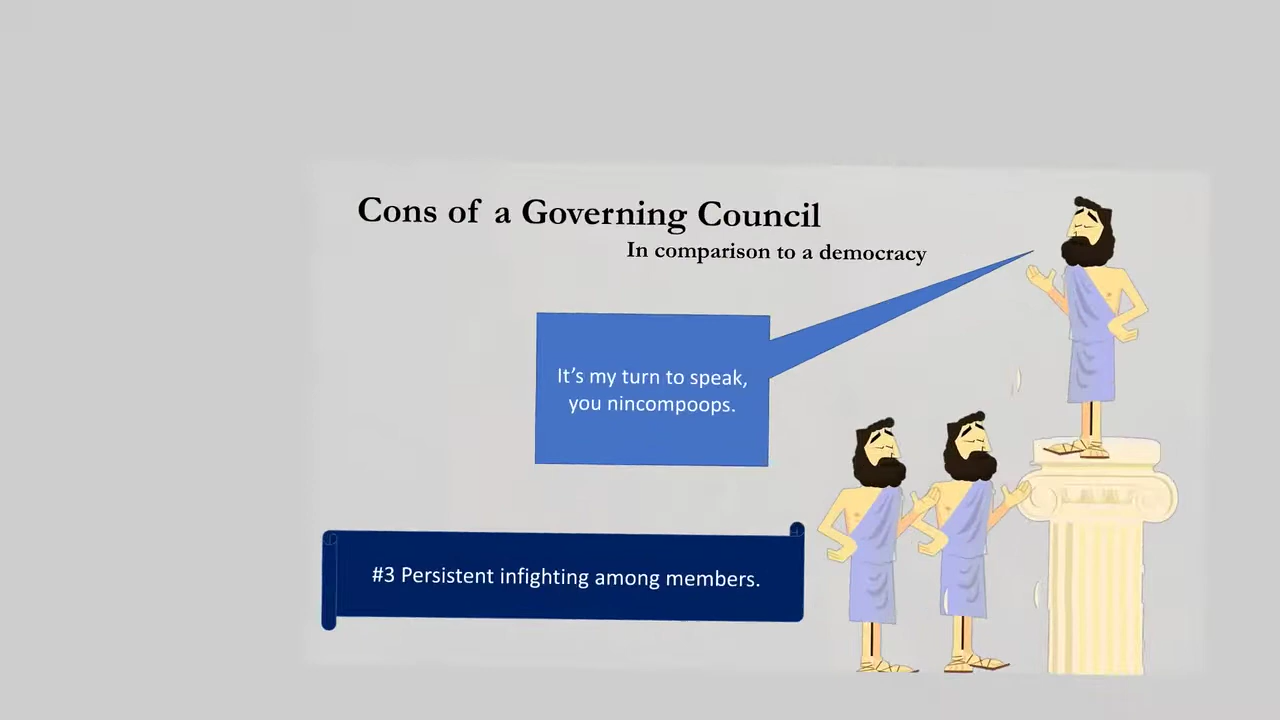 Cons of a Governing Council
In comparison to a democracy
It’s my turn to speak,
you nincompoops.
#3 Persistent infighting among members.